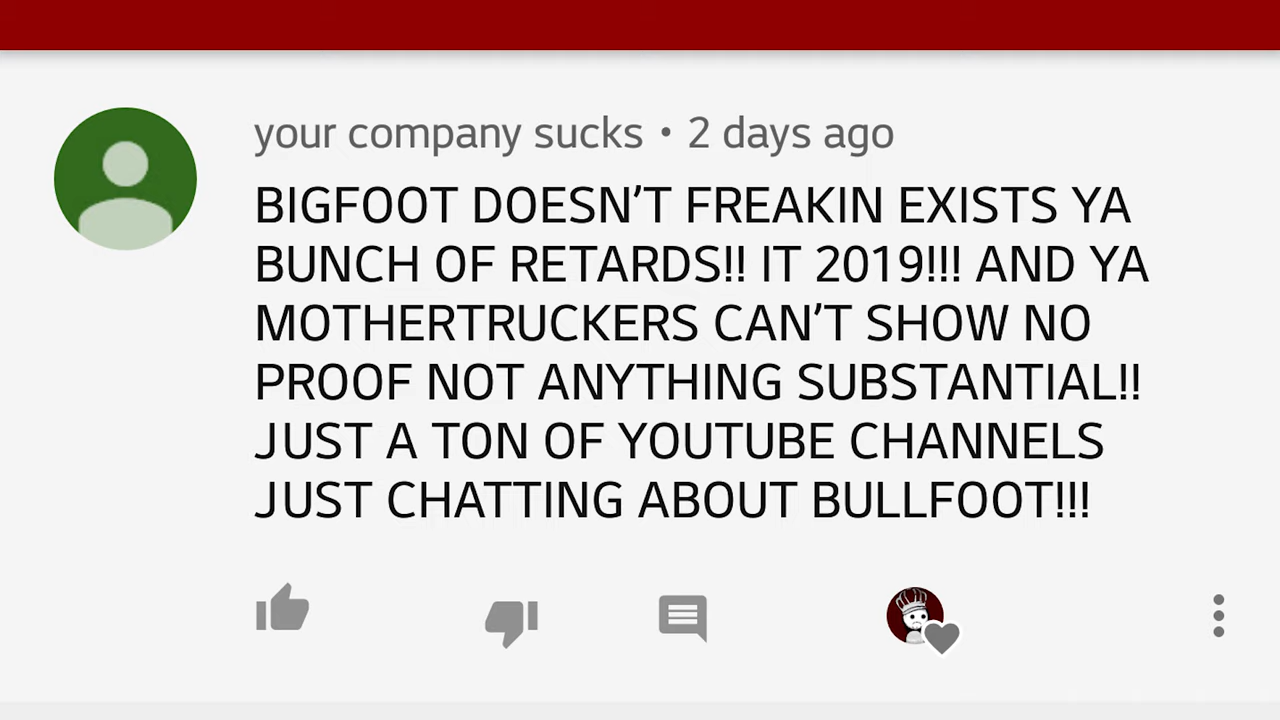 your company sucks • 2 days ago
BIGFOOT DOESN’T FREAKIN EXISTS YA
BUNCH OF RETARDS!! IT 2019!!! AND YA
MOTHERTRUCKERS CAN’T SHOW NO
PROOF NOT ANYTHING SUBSTANTIAL!!
JUST A TON OF YOUTUBE CHANNELS
JUST CHATTING ABOUT BULLFOOT!!!